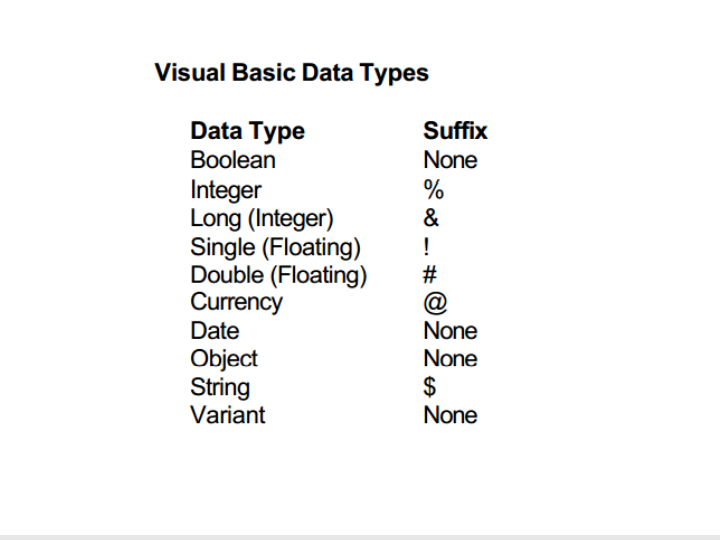 Visual Basic Data Types
Data Type Suffix
Boolean None
Integer %
Long (Integer) &
Single (Floating) !
Double (Floating) #
Currency @
Date None
Object None
String $
Variant None